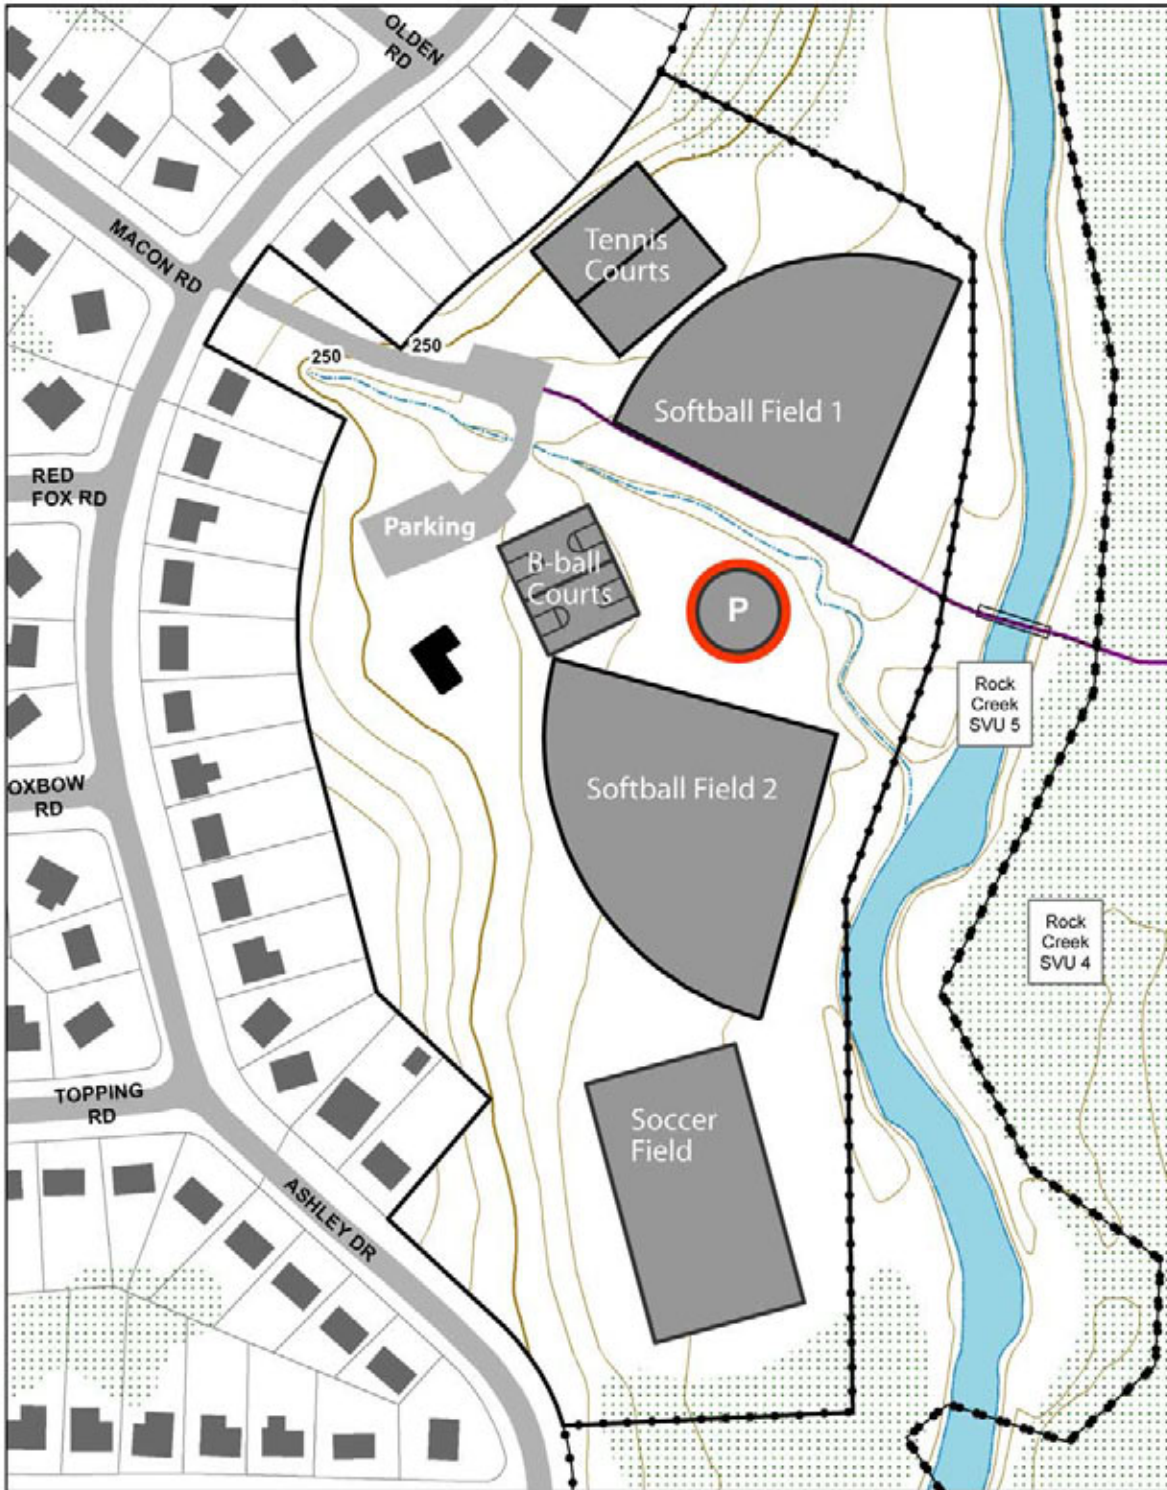 OLDEN
RD
MACON RD
Tennis
Courts
250
250
Softball Field 1
RED
FOX RD
Parking
B-ball
Courts
P
Rock
Creek
SVU 5
OXBOW
RD
Softball Field 2
Rock
Creek
SVU 4
TOPPING
RD
Soccer
Field
ASHLEY DR